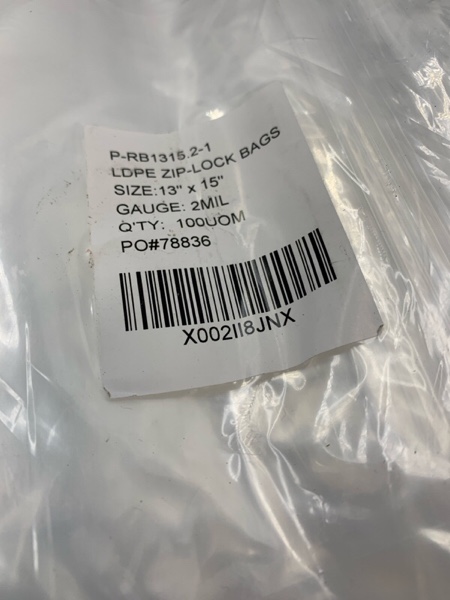 P-RB1315.2-1
LDPE ZIP-LOCK BAGS
SIZE:13" x 15"
GAUGE: 2MIL
Q'TY: 100UOM
PO#78836
X002II8JNX